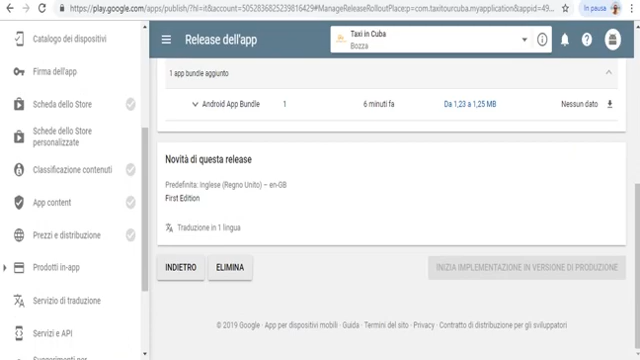 https://play.google.com/apps/publish/?hl=it&account=5052836825239816429#ManageReleaseRolloutPlace:p=com.taxitourcuba.myapplication&appid=49...
In pausa
Catalogo dei dispositivi
Firma dell'app
Scheda dello Store
Schede dello Store
personalizzate
Classificazione contenuti
App content
Prezzi e distribuzione
Prodotti in-app
Servizio di traduzione
Servizi e API
Suggerimenti per
Release dell'app
Taxi in Cuba
Bozza
1 app bundle aggiunto
Android App Bundle 1 6 minuti fa Da 1,23 a 1,25 MB Nessun dato
Novità di questa release
Predefinita: Inglese (Regno Unito) – en-GB
First Edition
Traduzione in 1 lingua
INDIETRO ELIMINA INIZIA IMPLEMENTAZIONE IN VERSIONE DI PRODUZIONE
© 2019 Google · App per dispositivi mobili · Guida · Termini del sito · Privacy · Contratto di distribuzione per gli sviluppatori